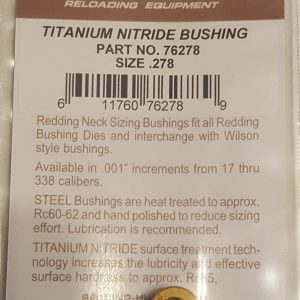 RELOADING EQUIPMENT
TITANIUM NITRIDE BUSHING
PART NO. 76278
SIZE .278
6 11760 76278 9
Redding Neck Sizing Bushings fit all Redding
Bushing Dies and interchange with Wilson
style bushings.
Available in .001" increments from 17 thru
338 calibers.
STEEL Bushings are heat treated to approx.
Rc60-62 and hand polished to reduce sizing
effort. Lubrication is recommended.
TITANIUM NITRIDE surface treatment tech-
nology increases the lubricity and effective
surface hardness to approx.